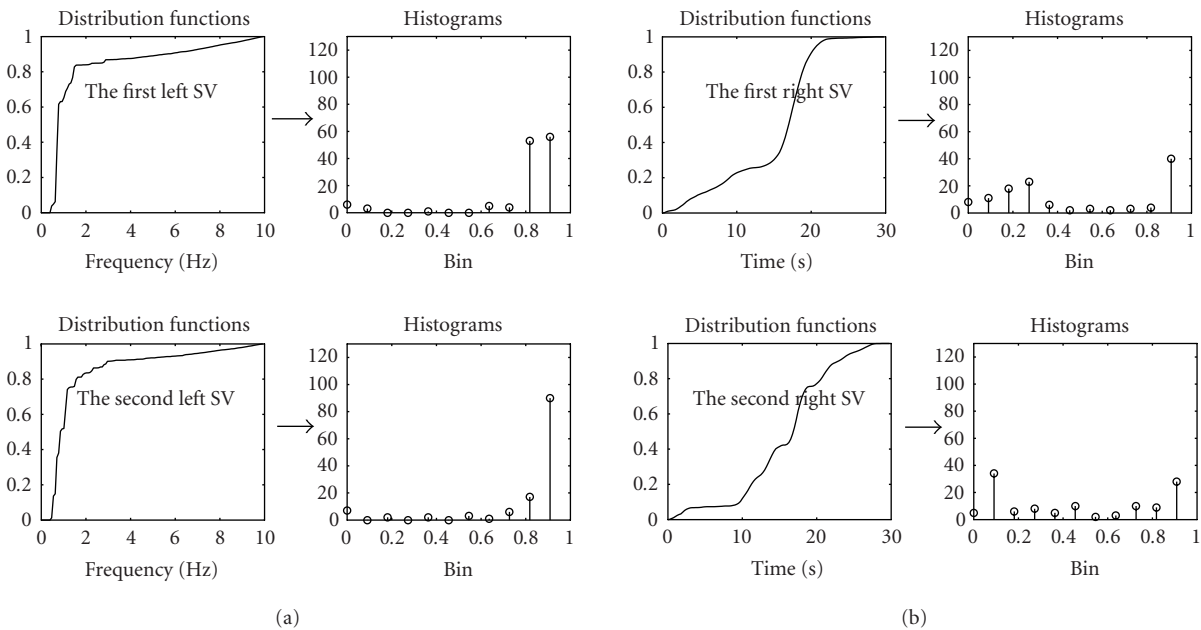 Distribution functions
1
0.8
0.6
0.4
0.2
0
The first left SV
0 2 4 6 8 10
Frequency (Hz)
Histograms
120
100
80
60
40
20
0
0 0.2 0.4 0.6 0.8 1
Bin
Distribution functions
1
0.8
0.6
0.4
0.2
0
The first right SV
0 10 20 30
Time (s)
Histograms
120
100
80
60
40
20
0
0 0.2 0.4 0.6 0.8 1
Bin
Distribution functions
1
0.8
0.6
0.4
0.2
0
The second left SV
0 2 4 6 8 10
Frequency (Hz)
Histograms
120
100
80
60
40
20
0
0 0.2 0.4 0.6 0.8 1
Bin
Distribution functions
1
0.8
0.6
0.4
0.2
0
The second right SV
0 10 20 30
Time (s)
Histograms
120
100
80
60
40
20
0
0 0.2 0.4 0.6 0.8 1
Bin
(a)
(b)